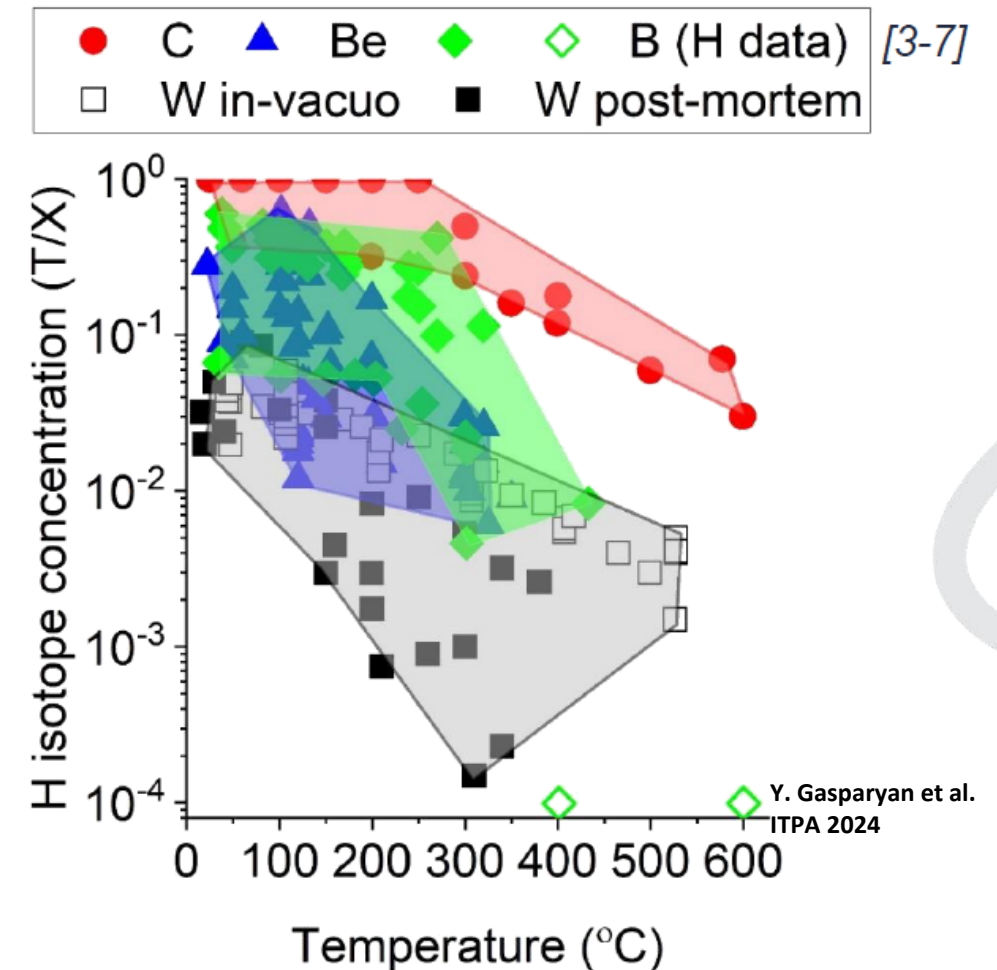 C Be B (H data) [3-7]
W in-vacuo W post-mortem
H isotope concentration (T/X)
10⁰
10⁻¹
10⁻²
10⁻³
10⁻⁴
Y. Gasparyan et al.
ITPA 2024
0 100 200 300 400 500 600
Temperature (°C)